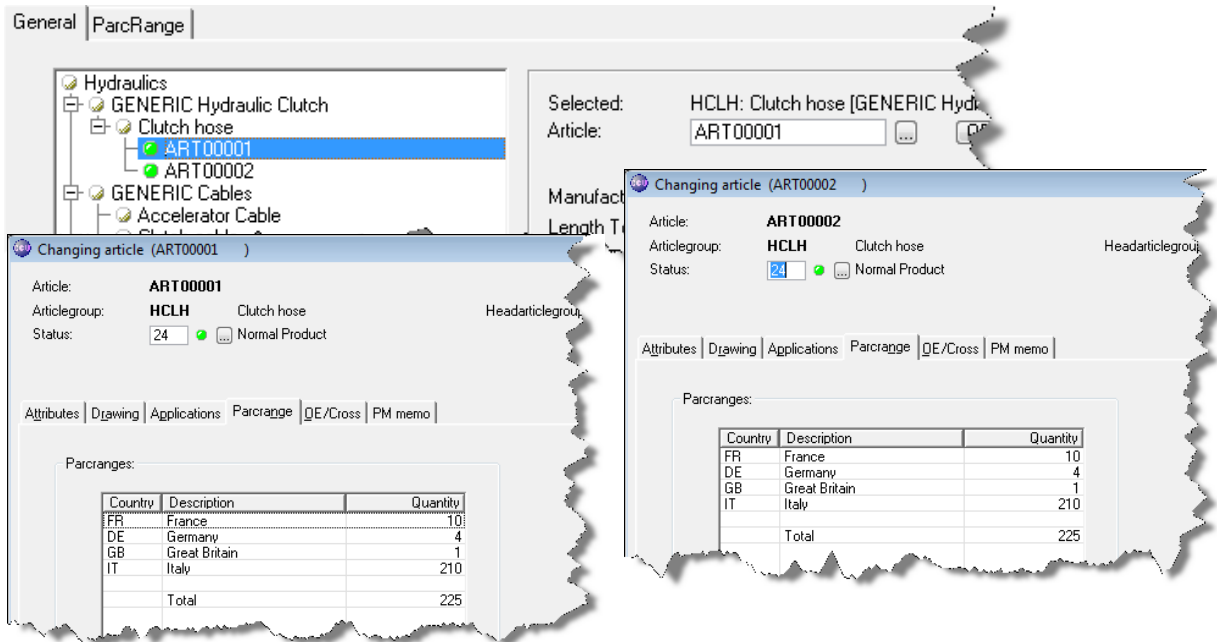 General ParcRange
Hydraulics
GENERIC Hydraulic Clutch
Clutch hose
ART00001
ART00002
GENERIC Cables
Accelerator Cable
Selected: HCLH: Clutch hose [GENERIC Hyd
Article: ART00001 ...
Manufact
Length T
Changing article (ART00001 )
Article: ART00001
Articlegroup: HCLH Clutch hose Headarticlegrou
Status: 24 ... Normal Product
Attributes Drawing Applications Parcrange OE/Cross PM memo
Parcranges:
Country Description Quantity
FR France 10
DE Germany 4
GB Great Britain 1
IT Italy 210
Total 225
Changing article (ART00002 )
Article: ART00002
Articlegroup: HCLH Clutch hose Headarticlegrou
Status: 24 ... Normal Product
Attributes Drawing Applications Parcrange OE/Cross PM memo
Parcranges:
Country Description Quantity
FR France 10
DE Germany 4
GB Great Britain 1
IT Italy 210
Total 225